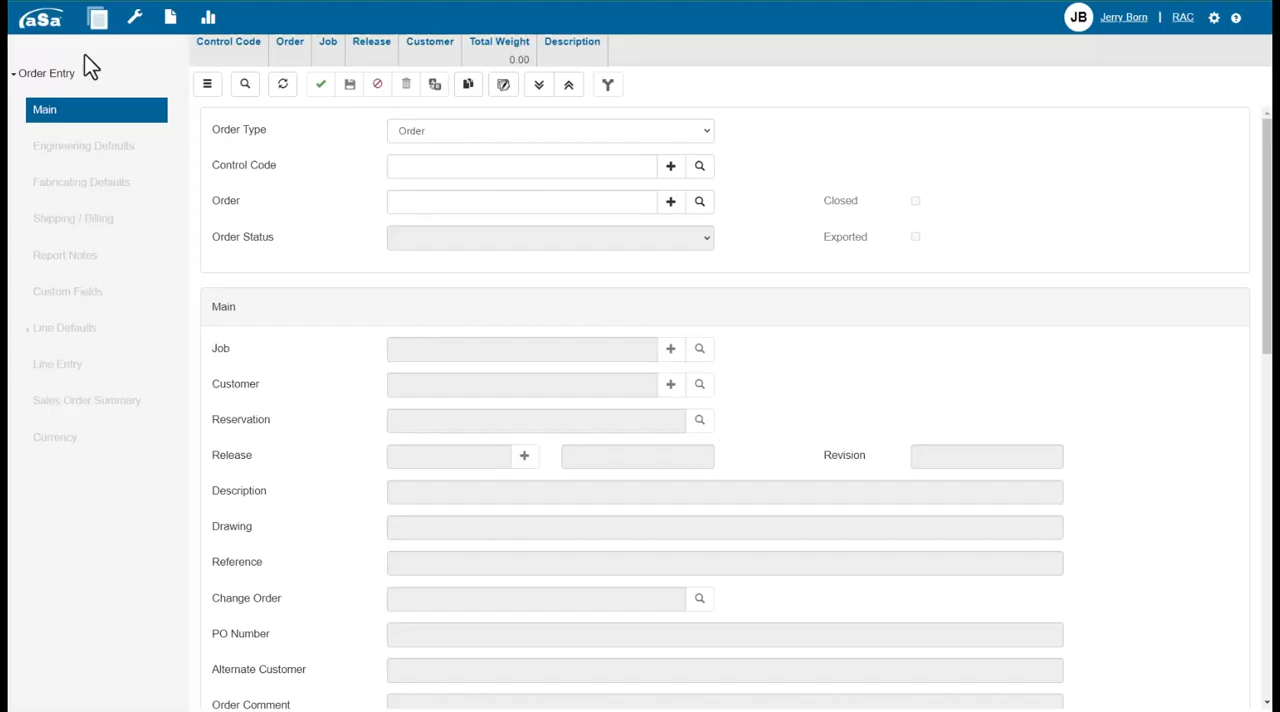 aSa
JB Jerry Born | RAC
Control Code Order Job Release Customer Total Weight Description
0.00
Order Entry
Main
Engineering Defaults
Fabricating Defaults
Shipping / Billing
Report Notes
Custom Fields
Line Defaults
Line Entry
Sales Order Summary
Currency
Order Type Order
Control Code
Order Closed
Order Status Exported
Main
Job
Customer
Reservation
Release Revision
Description
Drawing
Reference
Change Order
PO Number
Alternate Customer
Order Comment